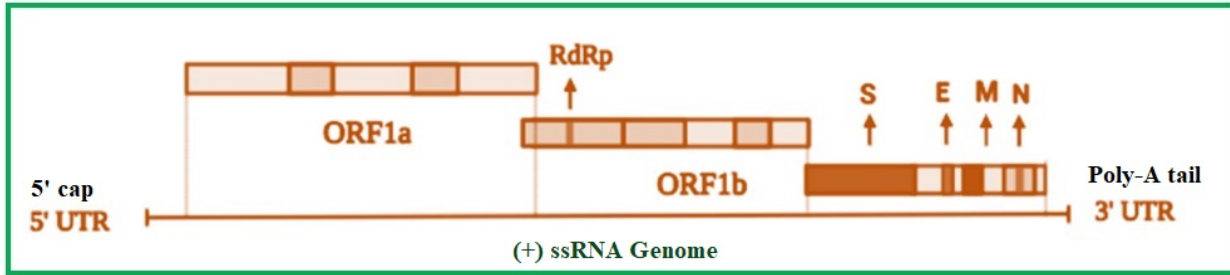 RdRp
S E M N
ORF1a
ORF1b
5' cap
Poly-A tail
5' UTR
3' UTR
(+) ssRNA Genome